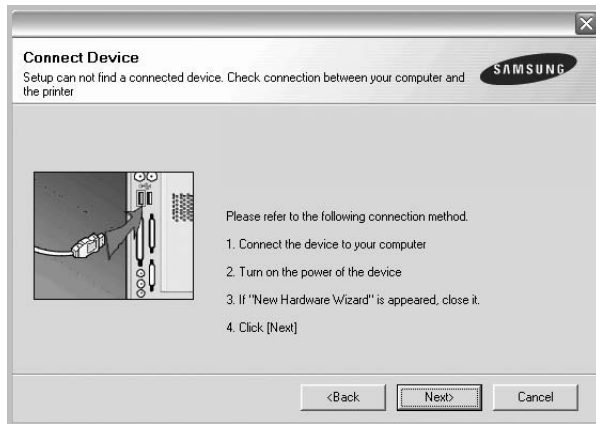 Connect Device
Setup can not find a connected device. Check connection between your computer and
the printer
SAMSUNG
Please refer to the following connection method.
1. Connect the device to your computer
2. Turn on the power of the device
3. If "New Hardware Wizard" is appeared, close it.
4. Click [Next]
<Back
Next>
Cancel